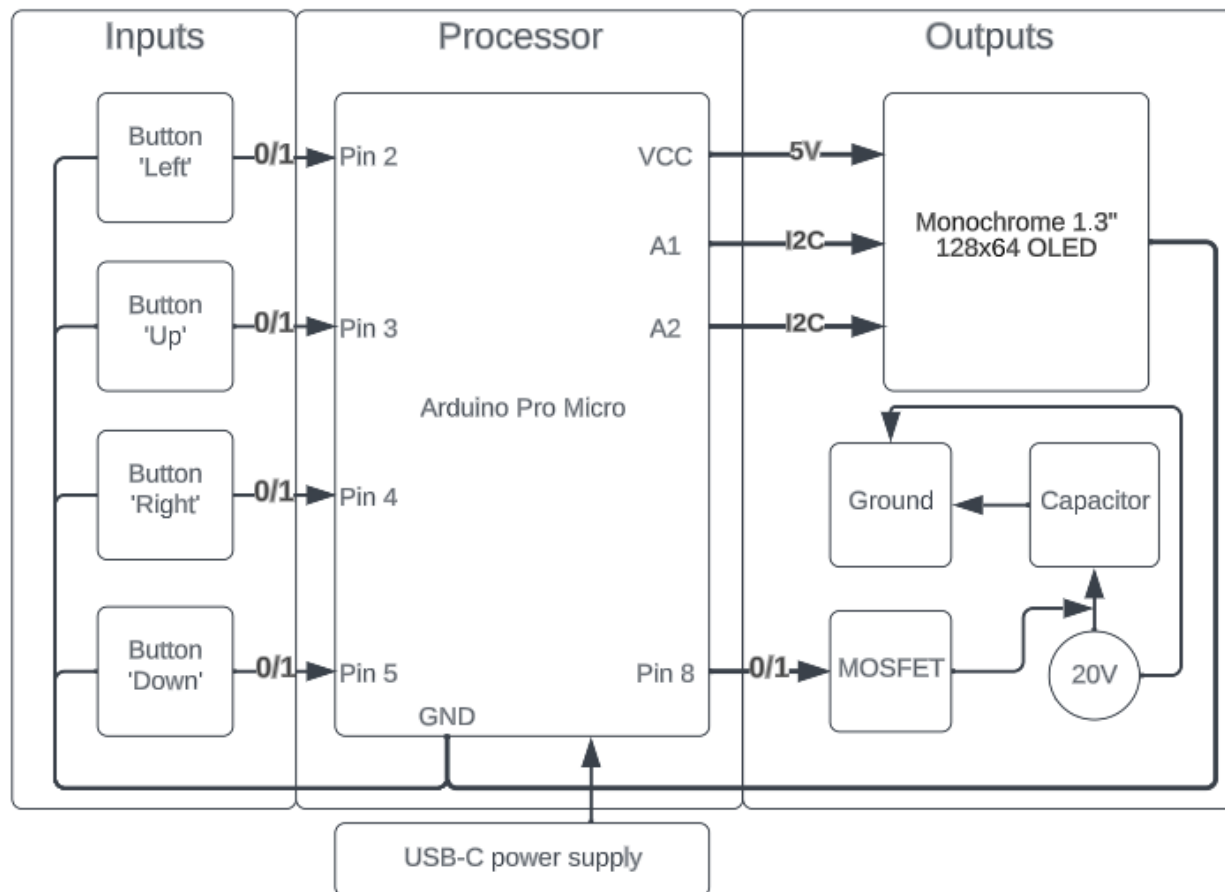 Inputs
Processor
Outputs
Button
'Left'
0/1
Pin 2
Button
'Up'
0/1
Pin 3
Button
'Right'
0/1
Pin 4
Button
'Down'
0/1
Pin 5
Arduino Pro Micro
GND
VCC
5V
A1
I2C
A2
I2C
Monochrome 1.3"
128x64 OLED
Ground
Capacitor
Pin 8
0/1
MOSFET
20V
USB-C power supply